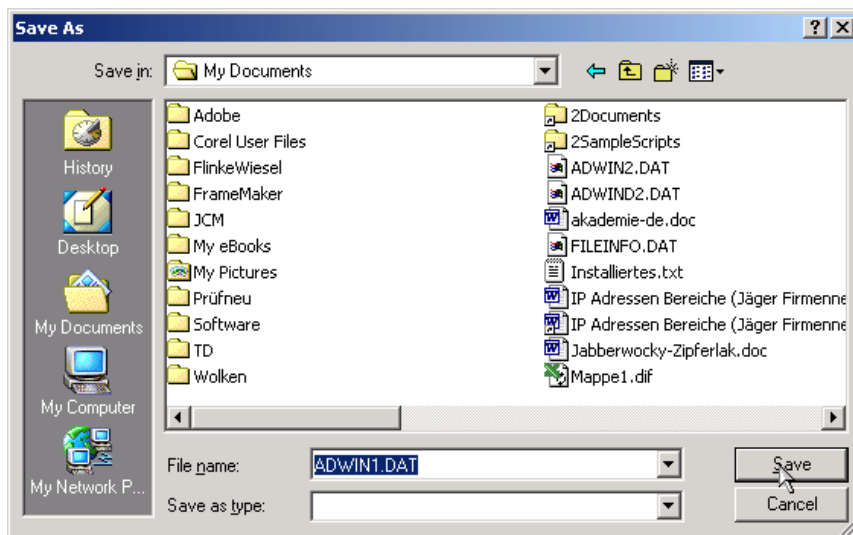 Save As
Save in: My Documents
History
Desktop
My Documents
My Computer
My Network P...
Adobe
Corel User Files
FlinkeWiesel
FrameMaker
JCM
My eBooks
My Pictures
Prüfneu
Software
TD
Wolken
2Documents
2SampleScripts
ADWIN2.DAT
ADWIND2.DAT
akademie-de.doc
FILEINFO.DAT
Installiertes.txt
IP Adressen Bereiche (Jäger Firmenne
IP Adressen Bereiche (Jäger Firmenne
Jabberwocky-Zipferlak.doc
Mappe1.dif
File name: ADWIN1.DAT
Save
Save as type:
Cancel